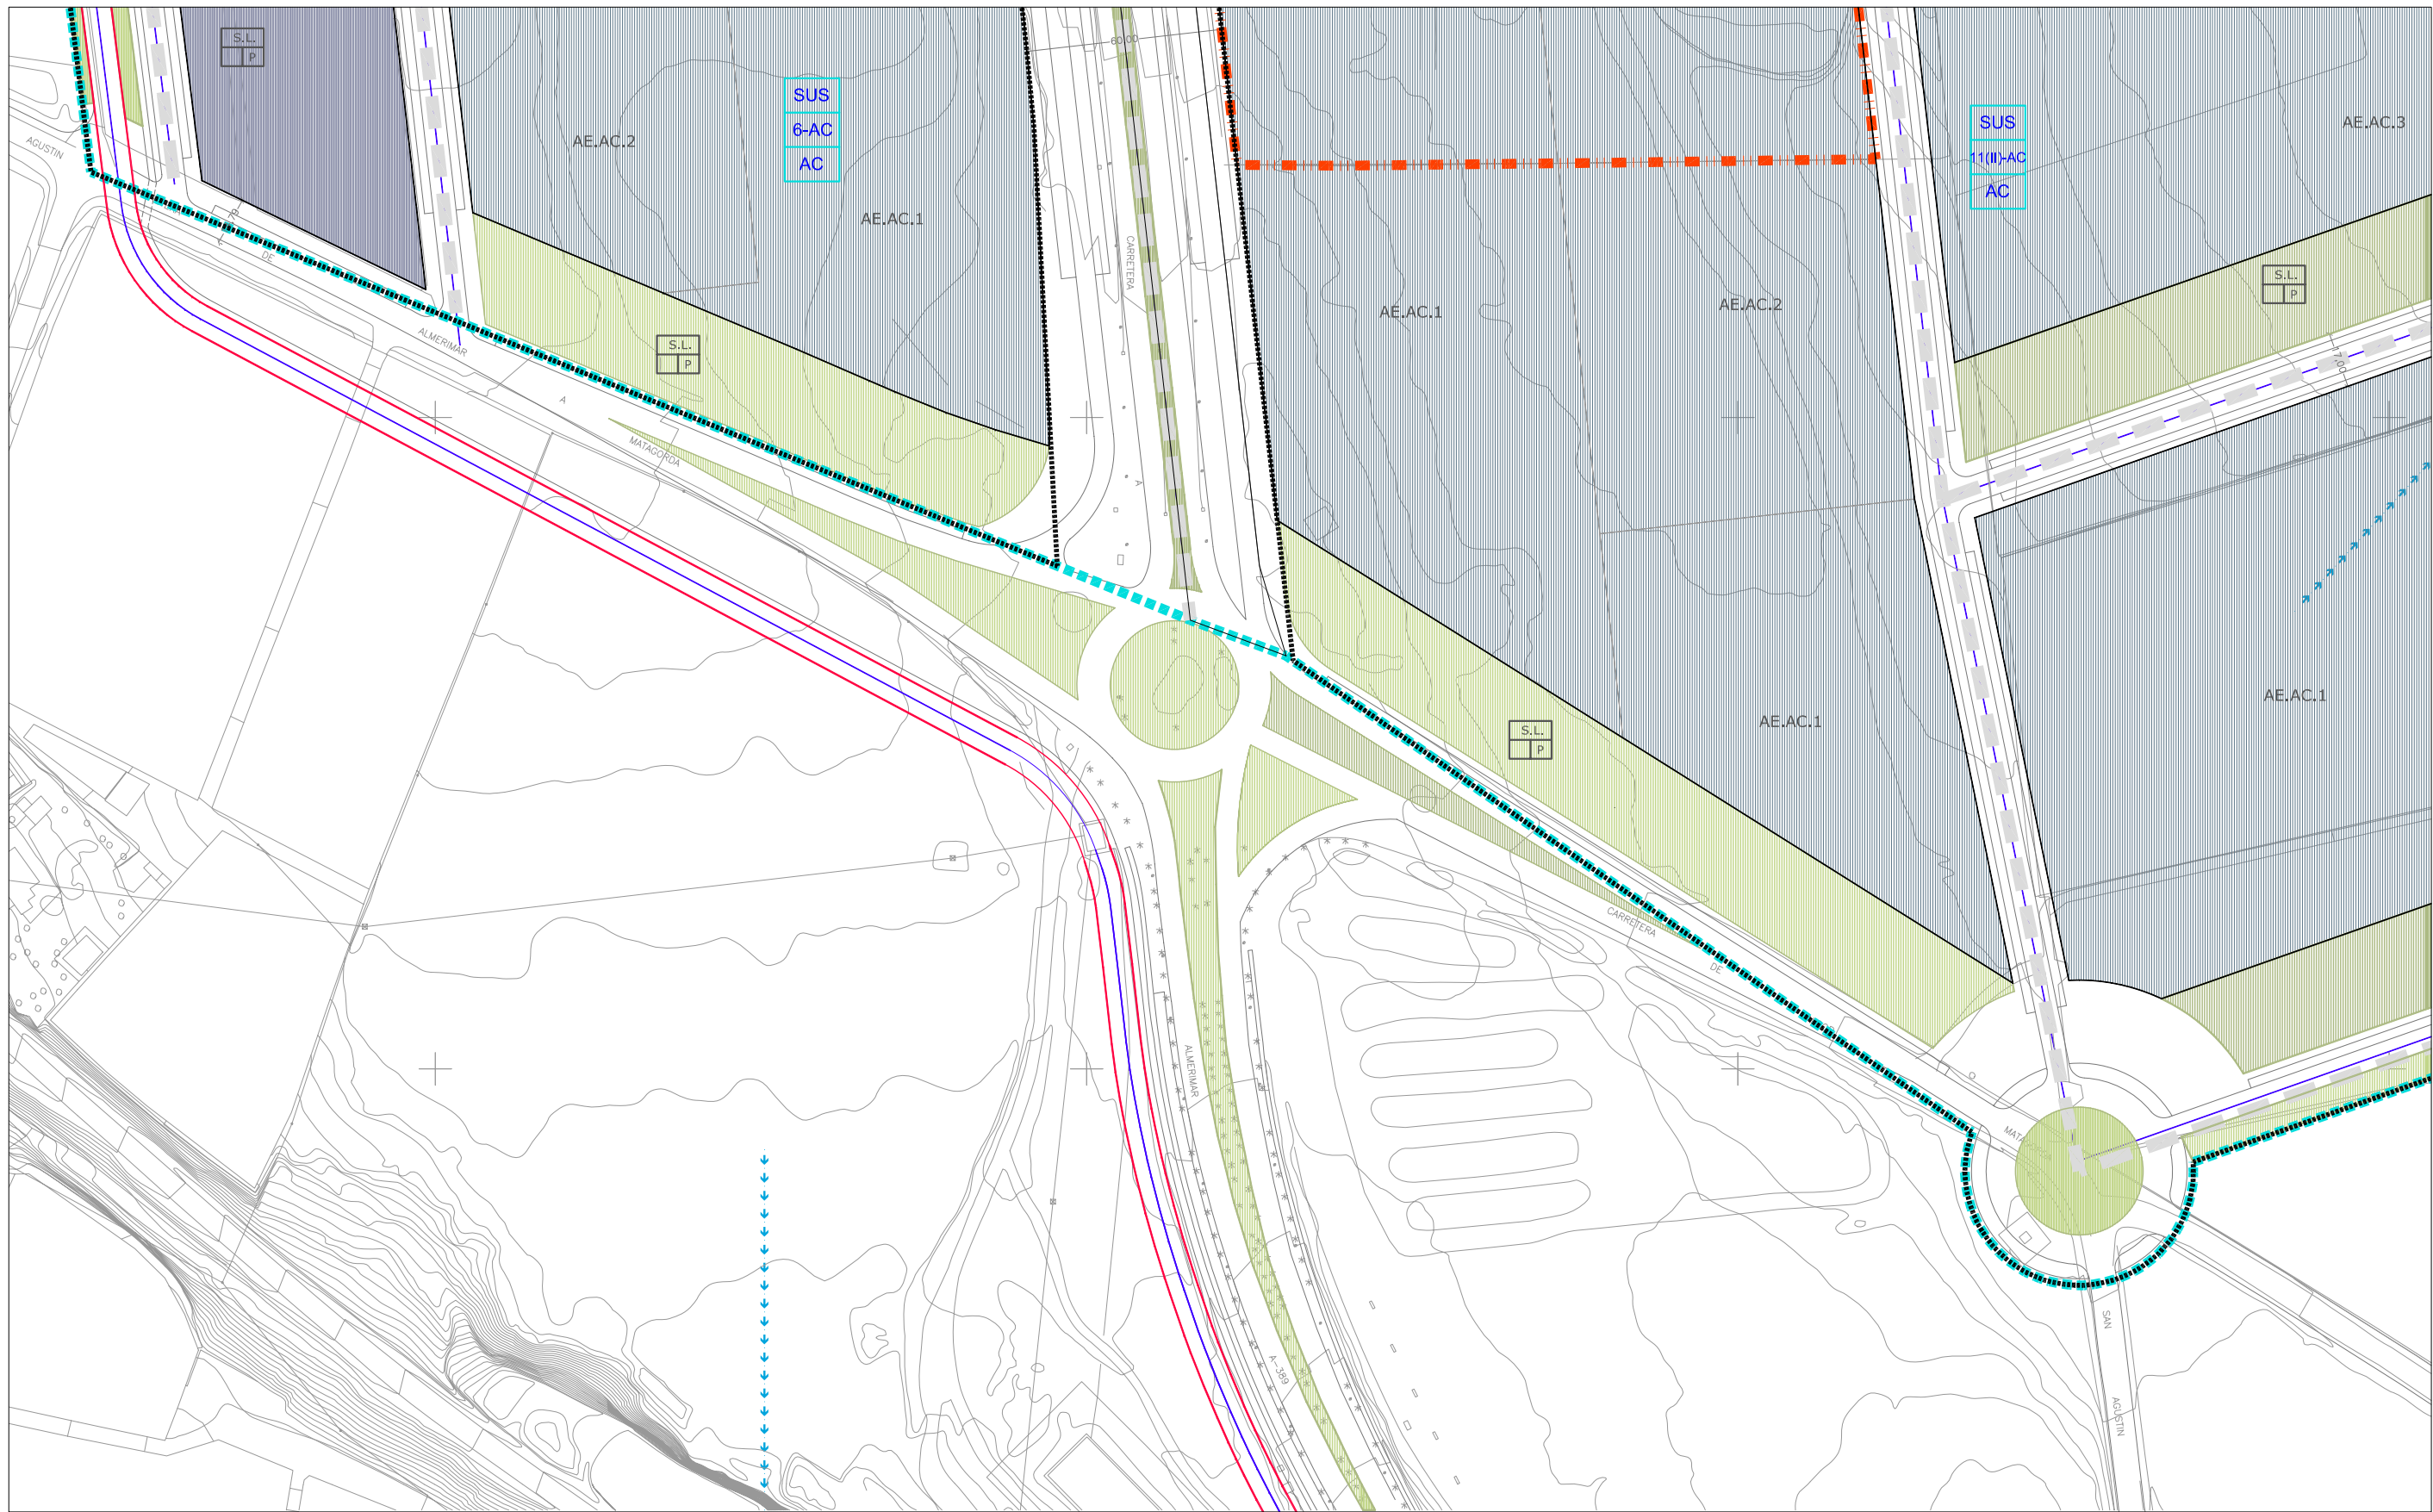 S.L.
P
60.00
SUS
6-AC
AC
SUS
11(II)-AC
AC
AE.AC.3
AE.AC.2
AE.AC.1
AGUSTIN
DE
CARRETERA
S.L.
P
AE.AC.1
AE.AC.2
ALMERIMAR
S.L.
P
17.00
A
MATAGORDA
A
AE.AC.1
AE.AC.1
S.L.
P
CARRETERA
DE
ALMERIMAR
SAN
A-389
AGUSTIN